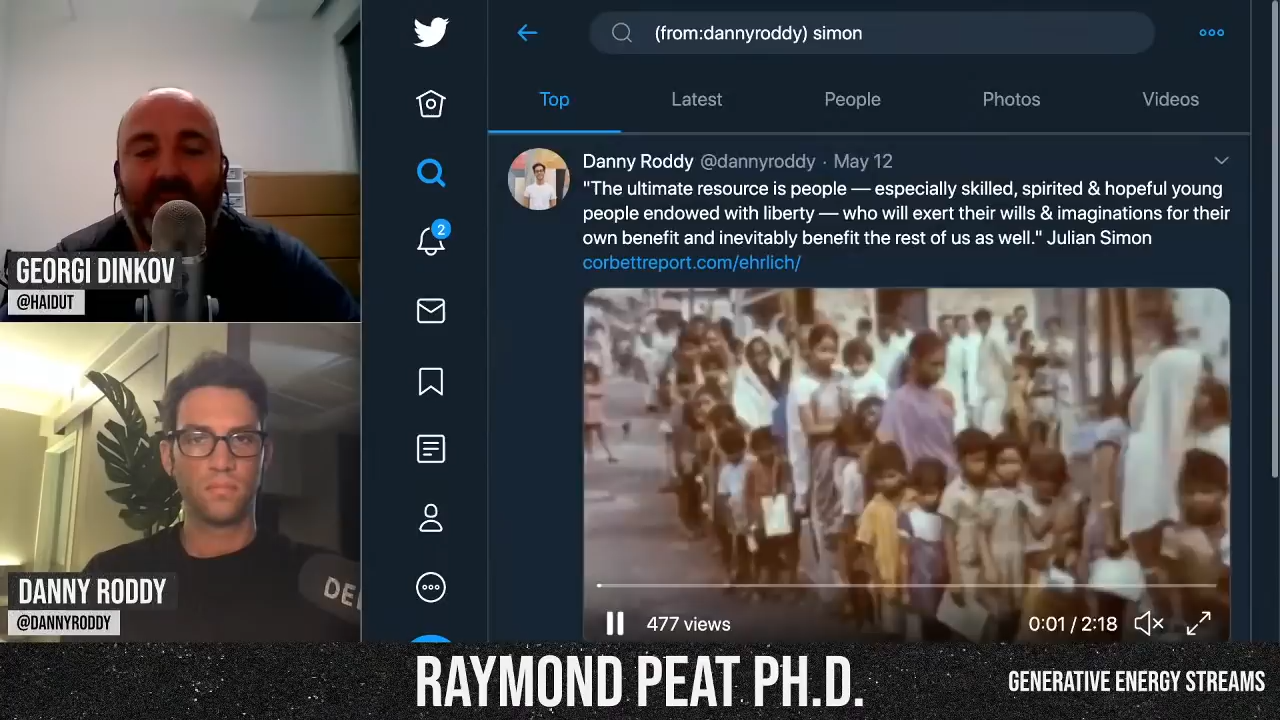 GEORGI DINKOV
@HAIDUT
DANNY RODDY
@DANNYRODDY
(from:dannyroddy) simon
Top
Latest
People
Photos
Videos
2
Danny Roddy @dannyroddy · May 12
"The ultimate resource is people — especially skilled, spirited & hopeful young
people endowed with liberty — who will exert their wills & imaginations for their
own benefit and inevitably benefit the rest of us as well." Julian Simon
corbettreport.com/ehrlich/
477 views
0:01 / 2:18
RAYMOND PEAT PH.D.
GENERATIVE ENERGY STREAMS